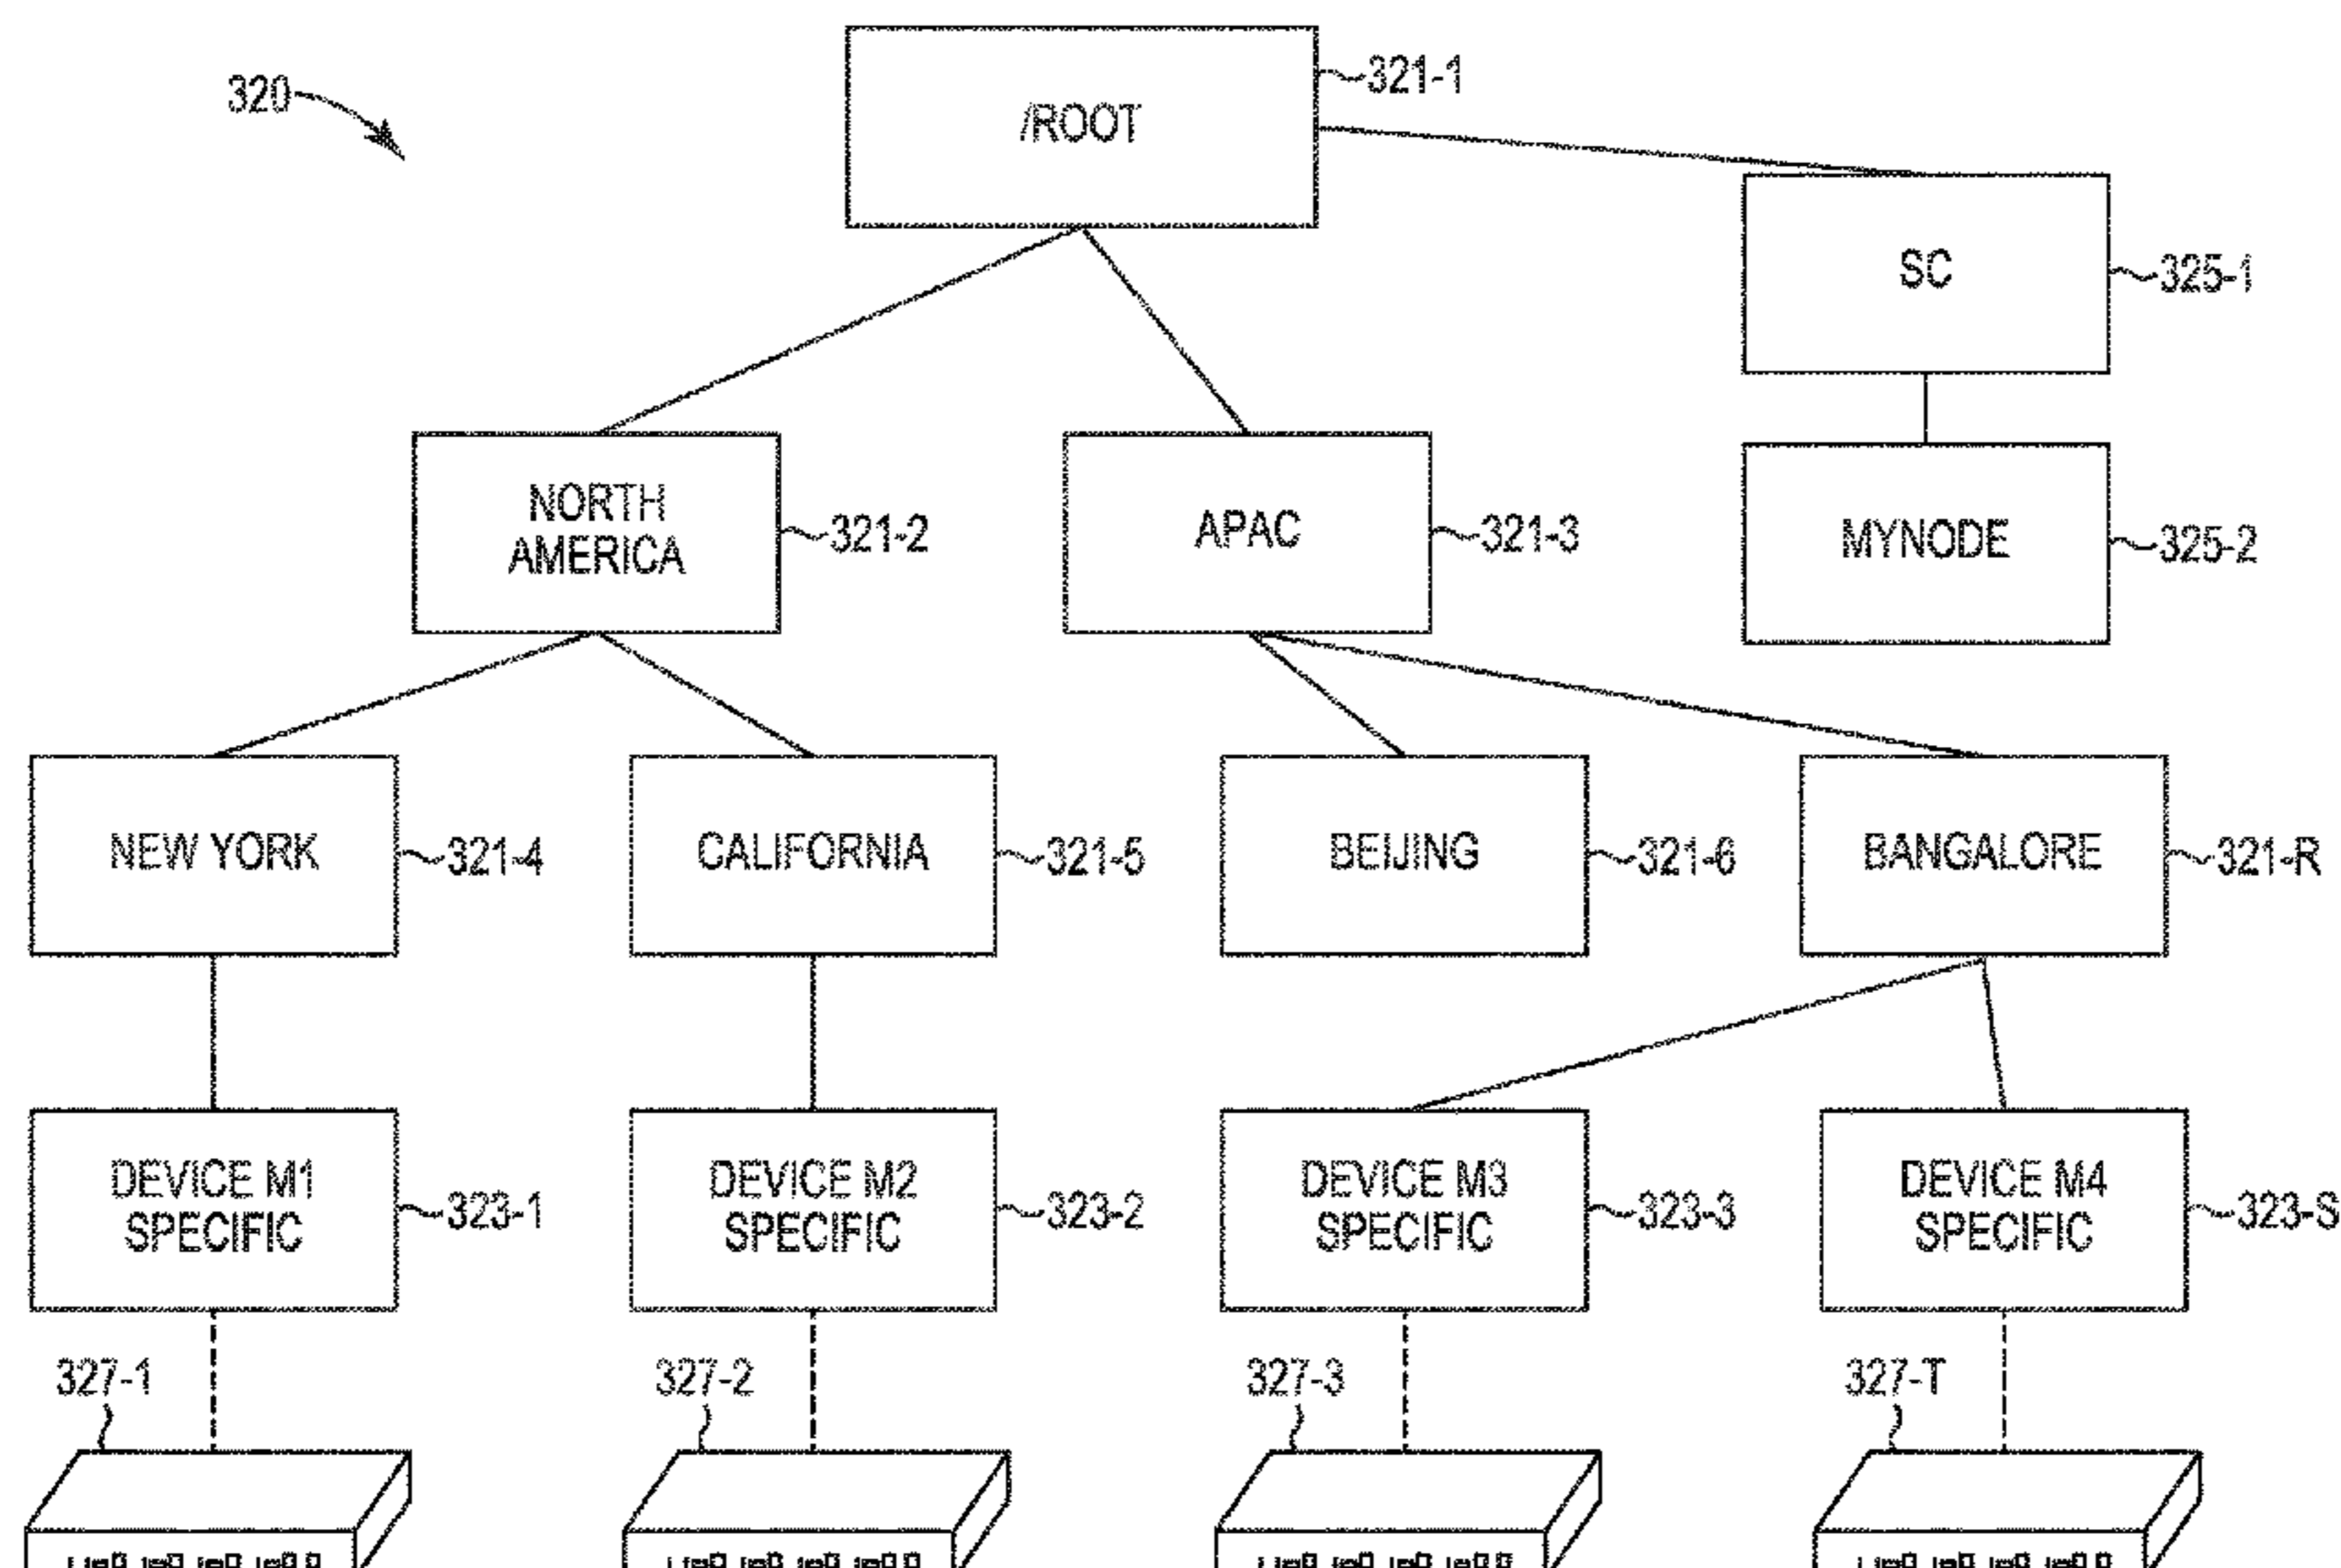 320
/ROOT
321-1
SC
325-1
NORTH
AMERICA
321-2
APAC
321-3
MYNODE
325-2
NEW YORK
321-4
CALIFORNIA
321-5
BEIJING
321-6
BANGALORE
321-R
DEVICE M1
SPECIFIC
323-1
DEVICE M2
SPECIFIC
323-2
DEVICE M3
SPECIFIC
323-3
DEVICE M4
SPECIFIC
323-S
327-1
327-2
327-3
327-T